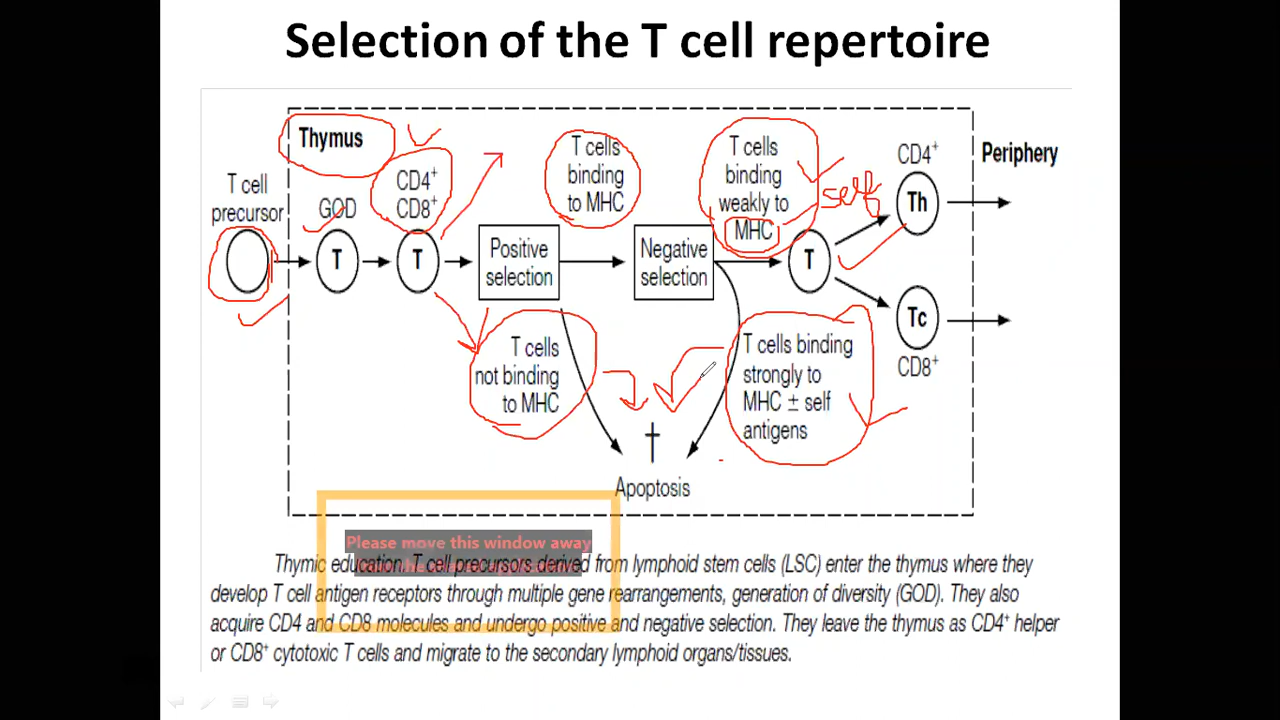 Selection of the T cell repertoire
Thymus
Periphery
T cell
precursor
GOD
CD4+
CD8+
T cells
binding
to MHC
T cells
binding
weakly to
MHC
self
CD4+
Th
T
T
Positive
selection
Negative
selection
T
Tc
CD8+
T cells
not binding
to MHC
T cells binding
strongly to
MHC ± self
antigens
Apoptosis
Please move this window away
Thymic education. T cell precursors derived from lymphoid stem cells (LSC) enter the thymus where they
develop T cell antigen receptors through multiple gene rearrangements, generation of diversity (GOD). They also
acquire CD4 and CD8 molecules and undergo positive and negative selection. They leave the thymus as CD4+ helper
or CD8+ cytotoxic T cells and migrate to the secondary lymphoid organs/tissues.